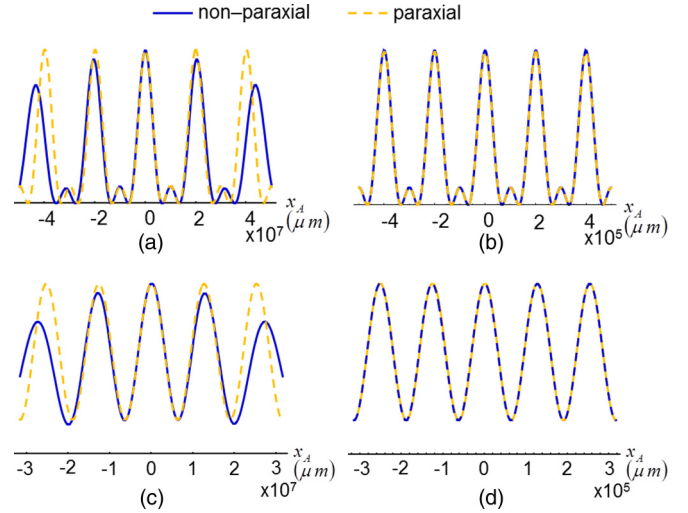 non–paraxial paraxial
-4 -2 0 2 4 x_A (μm)
x10^7
(a)
-4 -2 0 2 4 x_A (μm)
x10^5
(b)
-3 -2 -1 0 1 2 3 x_A (μm)
x10^7
(c)
-3 -2 -1 0 1 2 3 x_A (μm)
x10^5
(d)